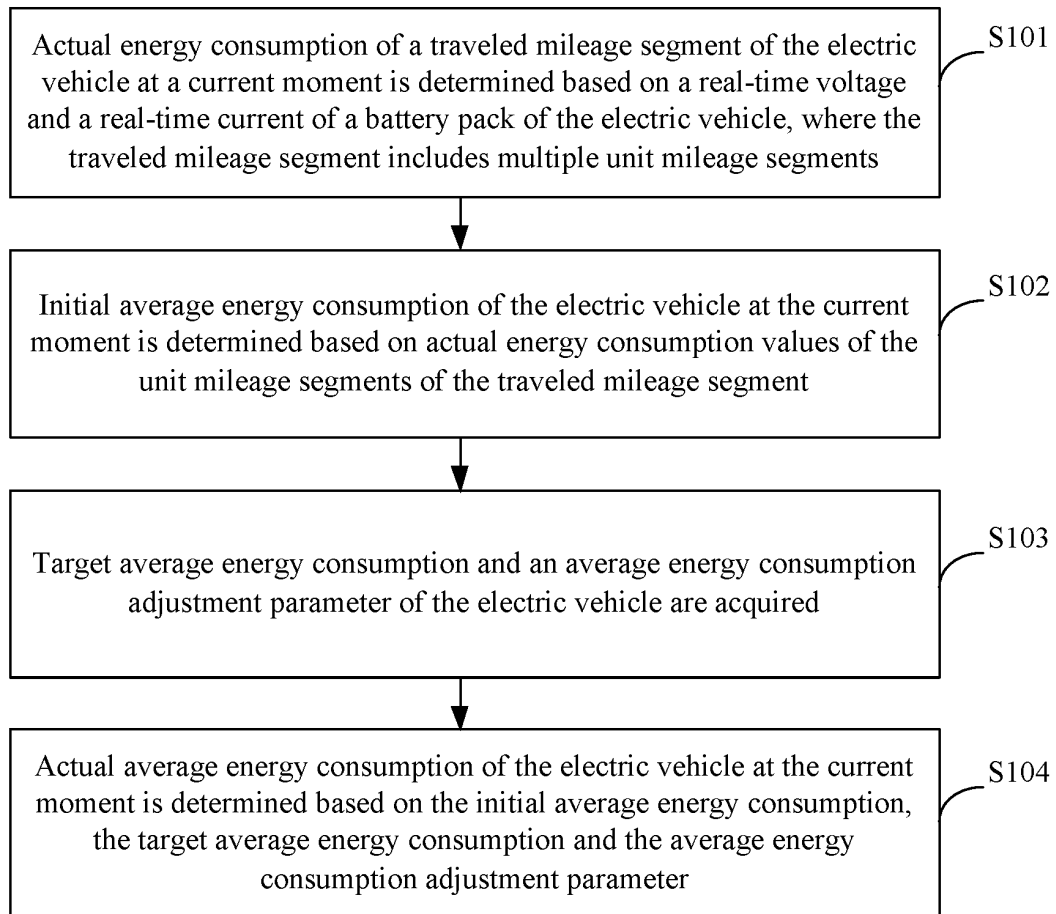 Actual energy consumption of a traveled mileage segment of the electric
vehicle at a current moment is determined based on a real-time voltage
and a real-time current of a battery pack of the electric vehicle, where the
traveled mileage segment includes multiple unit mileage segments
S101
Initial average energy consumption of the electric vehicle at the current
moment is determined based on actual energy consumption values of the
unit mileage segments of the traveled mileage segment
S102
Target average energy consumption and an average energy consumption
adjustment parameter of the electric vehicle are acquired
S103
Actual average energy consumption of the electric vehicle at the current
moment is determined based on the initial average energy consumption,
the target average energy consumption and the average energy
consumption adjustment parameter
S104